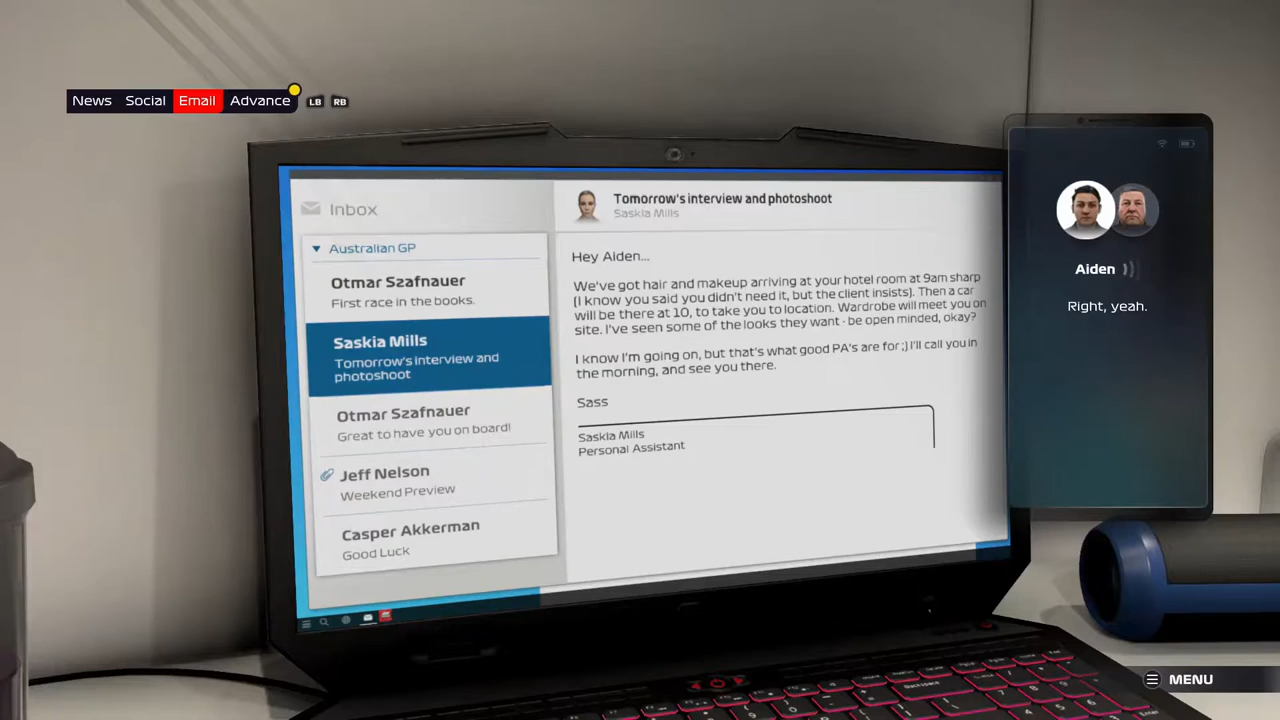 News Social Email Advance LB RB
Inbox
Australian GP
Otmar Szafnauer
First race in the books.
Saskia Mills
Tomorrow's interview and
photoshoot
Otmar Szafnauer
Great to have you on board!
Jeff Nelson
Weekend Preview
Casper Akkerman
Good Luck
Tomorrow's interview and photoshoot
Saskia Mills
Hey Aiden...
We've got hair and makeup arriving at your hotel room at 9am sharp
(I know you said you didn't need it, but the client insists). Then a car
will be there at 10, to take you to location. Wardrobe will meet you on
site. I've seen some of the looks they want - be open minded, okay?
I know I'm going on, but that's what good PA's are for ;) I'll call you in
the morning, and see you there.
Sass
Saskia Mills
Personal Assistant
Aiden
Right, yeah.
MENU